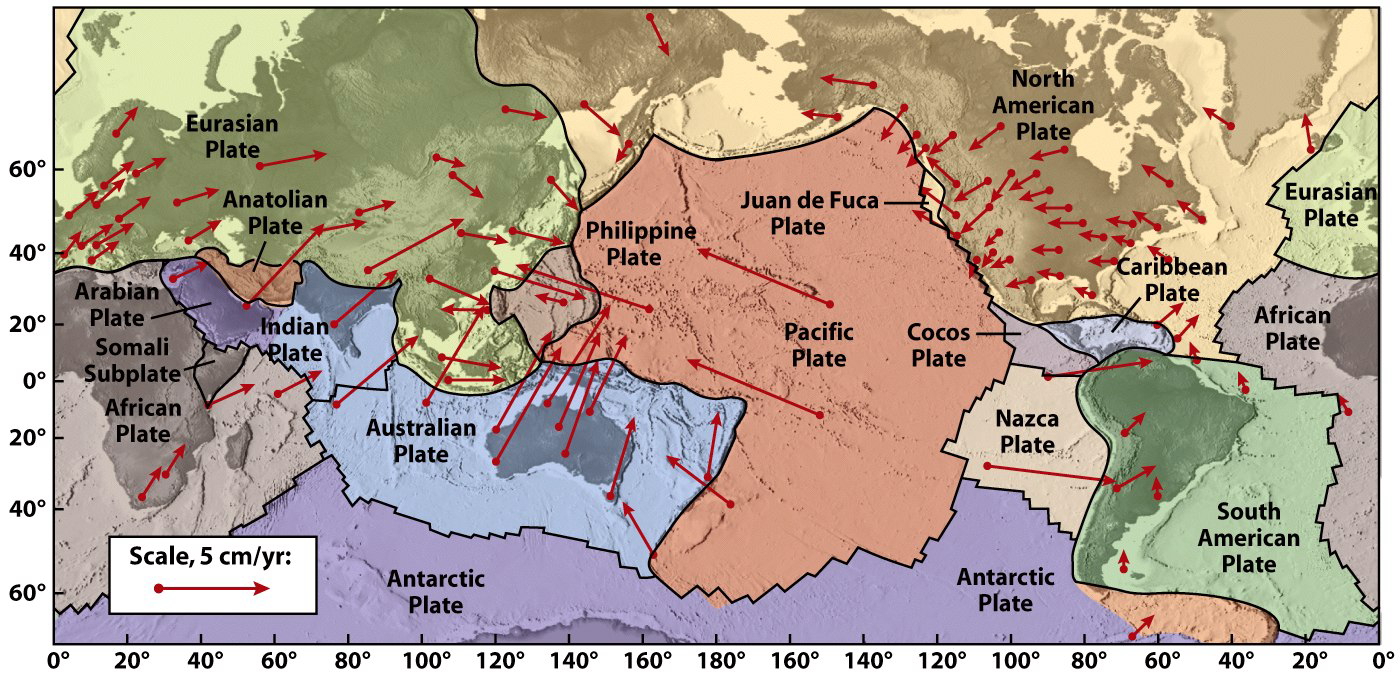 North
American
Plate
Eurasian
Plate
Eurasian
Plate
Anatolian
Plate
Juan de Fuca
Plate
Philippine
Plate
Caribbean
Plate
Arabian
Plate
Indian
Plate
Pacific
Plate
Cocos
Plate
African
Plate
Somali
Subplate
African
Plate
Australian
Plate
Nazca
Plate
South
American
Plate
Scale, 5 cm/yr:
Antarctic
Plate
Antarctic
Plate
60°
40°
20°
0°
20°
40°
60°
0° 20° 40° 60° 80° 100° 120° 140° 160° 180° 160° 140° 120° 100° 80° 60° 40° 20° 0°